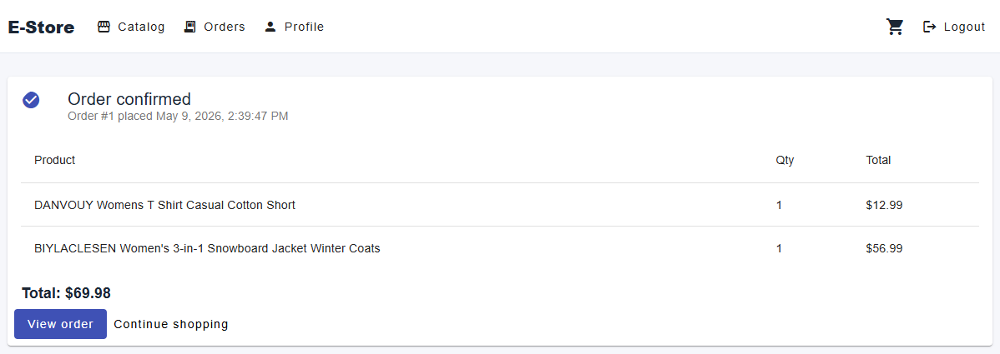 E-Store Catalog Orders Profile Logout
Order confirmed
Order #1 placed May 9, 2026, 2:39:47 PM
Product Qty Total
DANVOUY Womens T Shirt Casual Cotton Short 1 $12.99
BIYLACLESEN Women's 3-in-1 Snowboard Jacket Winter Coats 1 $56.99
Total: $69.98
View order Continue shopping